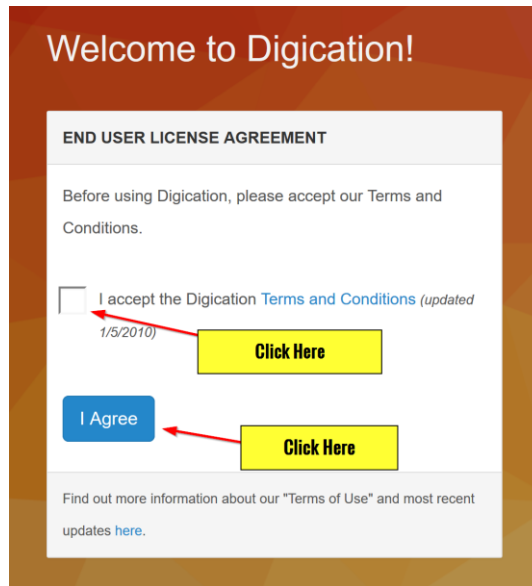 Welcome to Digication!
END USER LICENSE AGREEMENT
Before using Digication, please accept our Terms and
Conditions.
I accept the Digication Terms and Conditions (updated
1/5/2010)
Click Here
I Agree
Click Here
Find out more information about our "Terms of Use" and most recent
updates here.